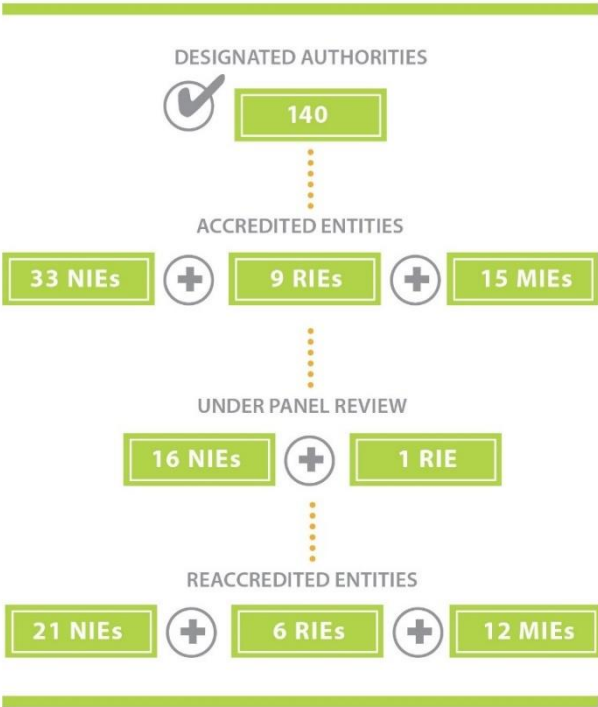 DESIGNATED AUTHORITIES
140
ACCREDITED ENTITIES
33 NIEs + 9 RIEs + 15 MIEs
UNDER PANEL REVIEW
16 NIEs + 1 RIE
REACCREDITED ENTITIES
21 NIEs + 6 RIEs + 12 MIEs